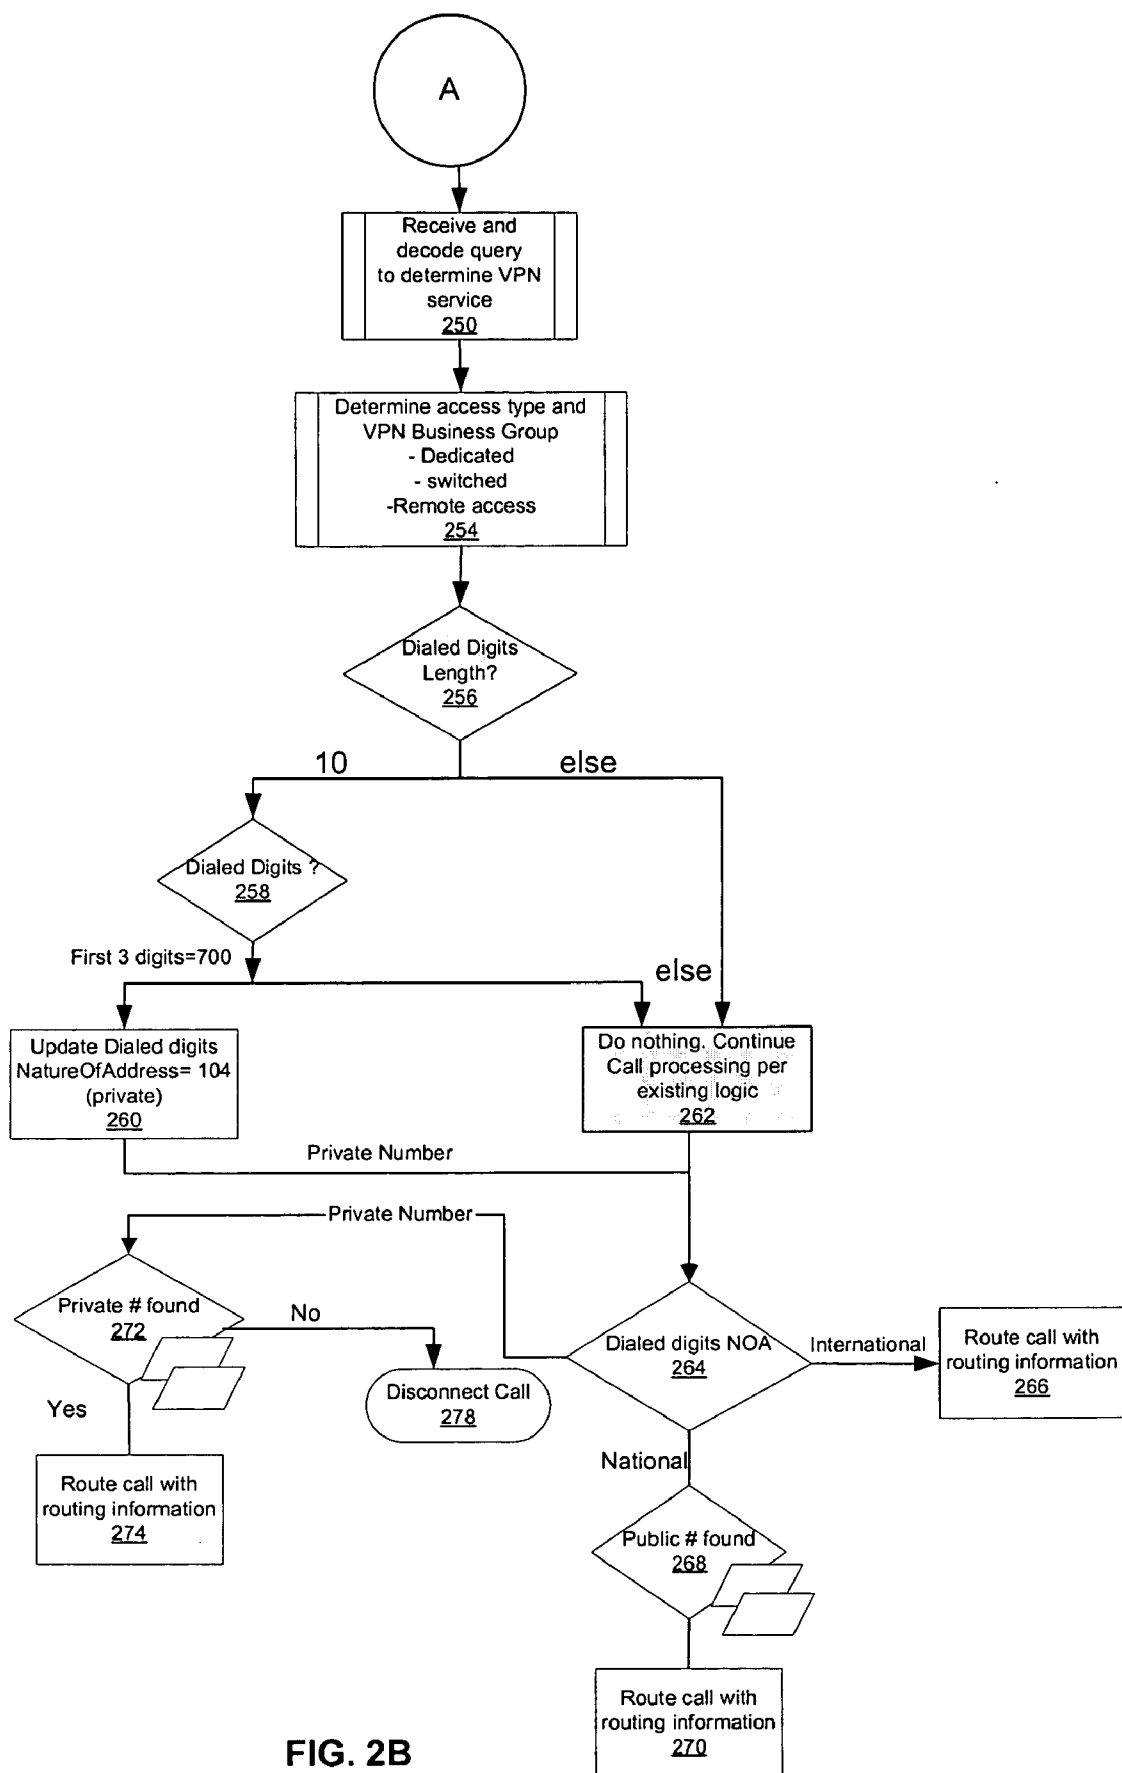 A
Receive and
decode query
to determine VPN
service
250
Determine access type and
VPN Business Group
- Dedicated
- switched
-Remote access
254
Dialed Digits
Length?
256
10
else
Dialed Digits ?
258
First 3 digits=700
else
Update Dialed digits
NatureOfAddress= 104
(private)
260
Do nothing. Continue
Call processing per
existing logic
262
Private Number
Private Number
Private # found
272
No
Disconnect Call
278
Dialed digits NOA
264
International
Route call with
routing information
266
Yes
Route call with
routing information
274
National
Public # found
268
Route call with
routing information
270
FIG. 2B